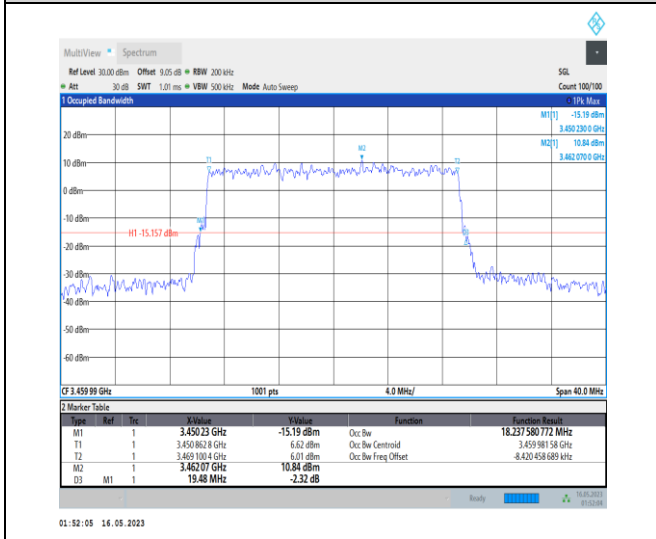 MultiView Spectrum
Ref Level 30.00 dBm Offset 9.05 dB RBW 200 kHz SGL
Att 30 dB SWT 1.01 ms VBW 500 kHz Mode Auto Sweep Count 100/100
1 Occupied Bandwidth 1Pk Max
M1[1] -15.19 dBm
3.450 230 0 GHz
20 dBm
M2[1] 10.84 dBm
3.462 070 0 GHz
M2
T1
10 dBm
0 dBm
-10 dBm
H1 -15.157 dBm
-20 dBm
-30 dBm
-40 dBm
-50 dBm
-60 dBm
CF 3.459 99 GHz 1001 pts 4.0 MHz/ Span 40.0 MHz
2 Marker Table
Type Ref Trc X-Value Y-Value Function Function Result
M1 1 3.450 23 GHz -15.19 dBm Occ Bw 18.237 580 772 MHz
T1 1 3.450 862 8 GHz 6.62 dBm Occ Bw Centroid 3.459 981 58 GHz
T2 1 3.469 100 4 GHz 6.01 dBm Occ Bw Freq Offset -8.420 458 689 kHz
M2 1 3.462 07 GHz 10.84 dBm
D3 M1 1 19.48 MHz -2.32 dB
Ready 16.05.2023
01:52:04
01:52:05 16.05.2023